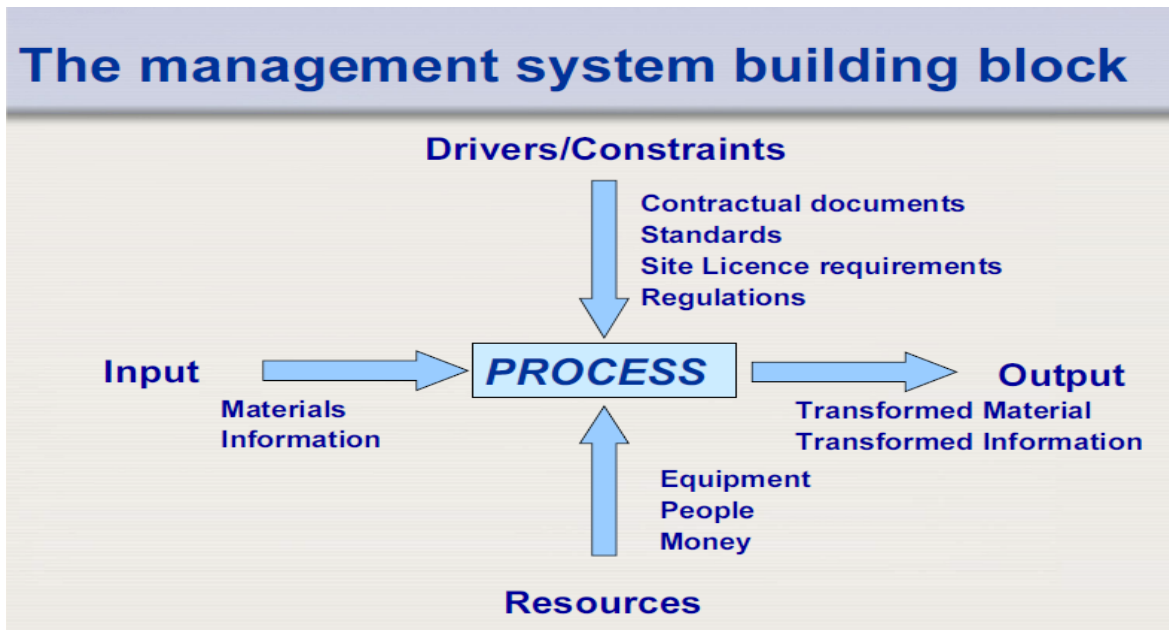 The management system building block
Drivers/Constraints
Contractual documents
Standards
Site Licence requirements
Regulations
Input
Materials
Information
PROCESS
Output
Transformed Material
Transformed Information
Equipment
People
Money
Resources